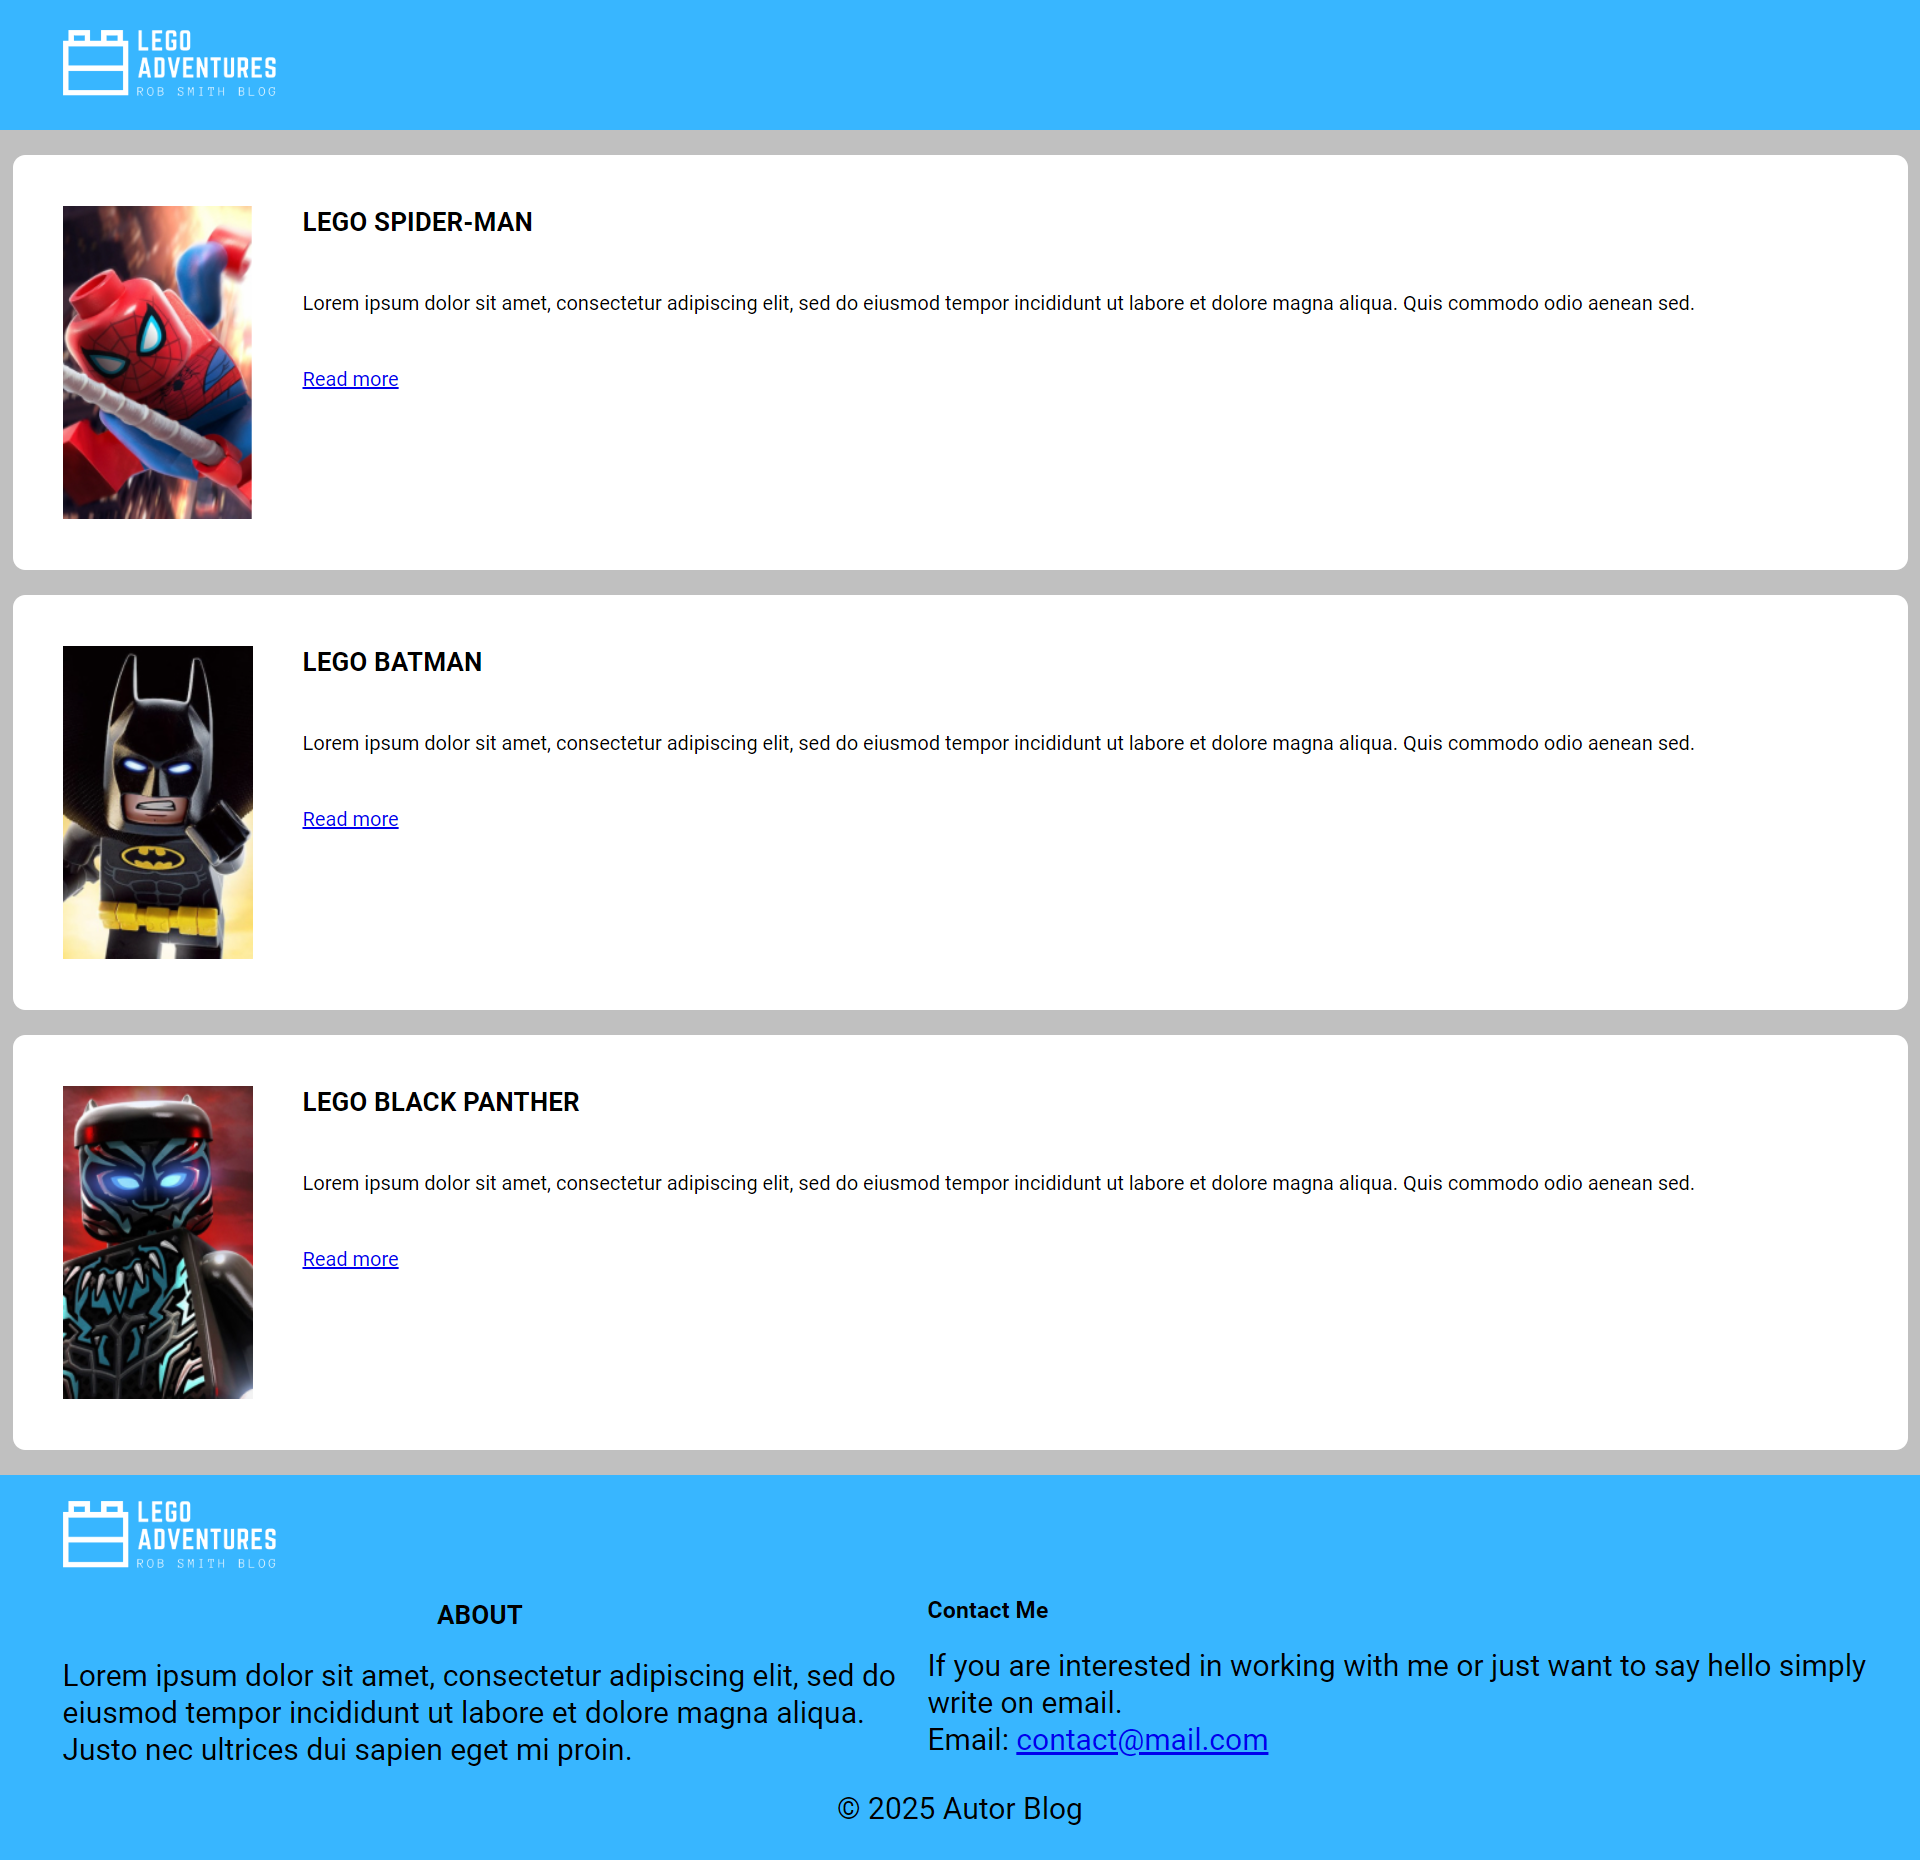 LEGO
ADVENTURES
ROB SMITH BLOG
LEGO SPIDER-MAN
Lorem ipsum dolor sit amet, consectetur adipiscing elit, sed do eiusmod tempor incididunt ut labore et dolore magna aliqua. Quis commodo odio aenean sed.
Read more
LEGO BATMAN
Lorem ipsum dolor sit amet, consectetur adipiscing elit, sed do eiusmod tempor incididunt ut labore et dolore magna aliqua. Quis commodo odio aenean sed.
Read more
LEGO BLACK PANTHER
Lorem ipsum dolor sit amet, consectetur adipiscing elit, sed do eiusmod tempor incididunt ut labore et dolore magna aliqua. Quis commodo odio aenean sed.
Read more
LEGO
ADVENTURES
ROB SMITH BLOG
ABOUT
Lorem ipsum dolor sit amet, consectetur adipiscing elit, sed do
eiusmod tempor incididunt ut labore et dolore magna aliqua.
Justo nec ultrices dui sapien eget mi proin.
Contact Me
If you are interested in working with me or just want to say hello simply
write on email.
Email: contact@mail.com
© 2025 Autor Blog